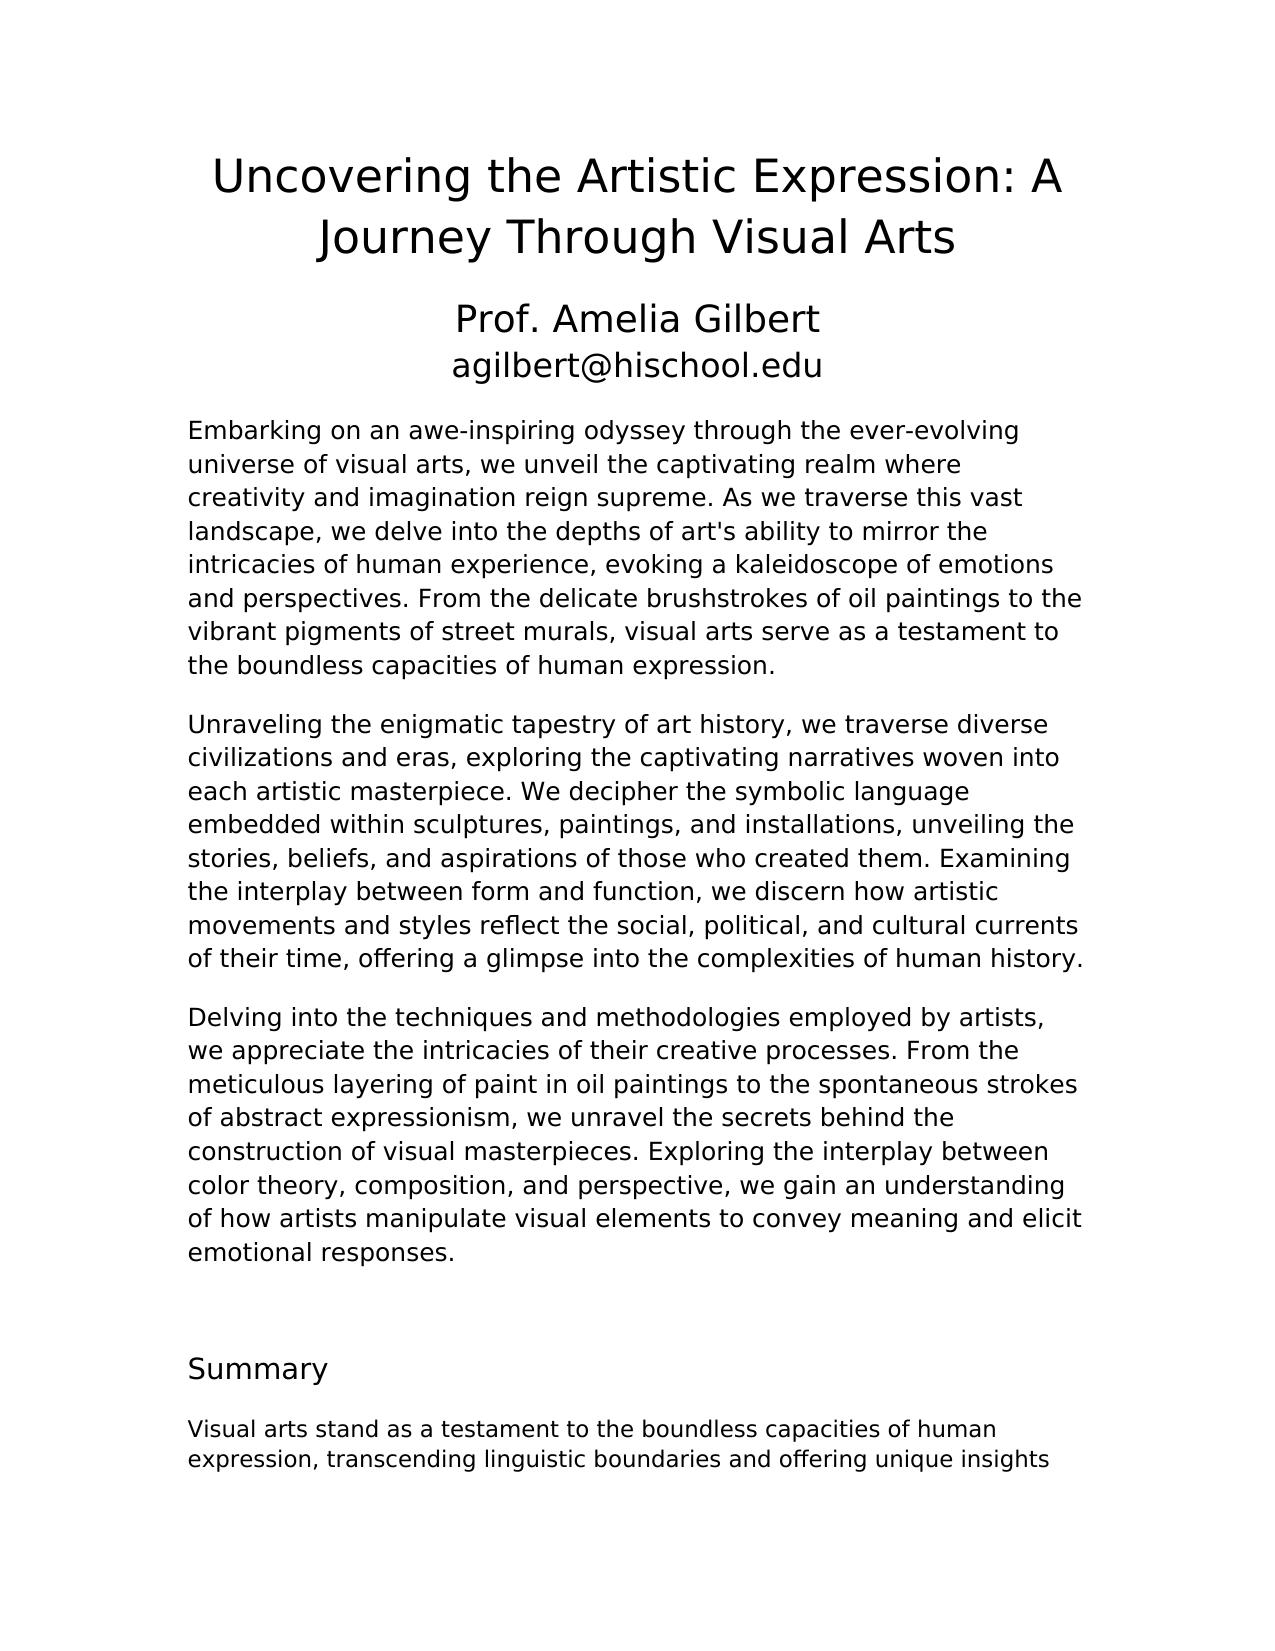 Uncovering the Artistic Expression: A
Journey Through Visual Arts
Prof. Amelia Gilbert
agilbert@hischool.edu
Embarking on an awe-inspiring odyssey through the ever-evolving
universe of visual arts, we unveil the captivating realm where
creativity and imagination reign supreme. As we traverse this vast
landscape, we delve into the depths of art's ability to mirror the
intricacies of human experience, evoking a kaleidoscope of emotions
and perspectives. From the delicate brushstrokes of oil paintings to the
vibrant pigments of street murals, visual arts serve as a testament to
the boundless capacities of human expression.
Unraveling the enigmatic tapestry of art history, we traverse diverse
civilizations and eras, exploring the captivating narratives woven into
each artistic masterpiece. We decipher the symbolic language
embedded within sculptures, paintings, and installations, unveiling the
stories, beliefs, and aspirations of those who created them. Examining
the interplay between form and function, we discern how artistic
movements and styles reflect the social, political, and cultural currents
of their time, offering a glimpse into the complexities of human history.
Delving into the techniques and methodologies employed by artists,
we appreciate the intricacies of their creative processes. From the
meticulous layering of paint in oil paintings to the spontaneous strokes
of abstract expressionism, we unravel the secrets behind the
construction of visual masterpieces. Exploring the interplay between
color theory, composition, and perspective, we gain an understanding
of how artists manipulate visual elements to convey meaning and elicit
emotional responses.
Summary
Visual arts stand as a testament to the boundless capacities of human
expression, transcending linguistic boundaries and offering unique insights